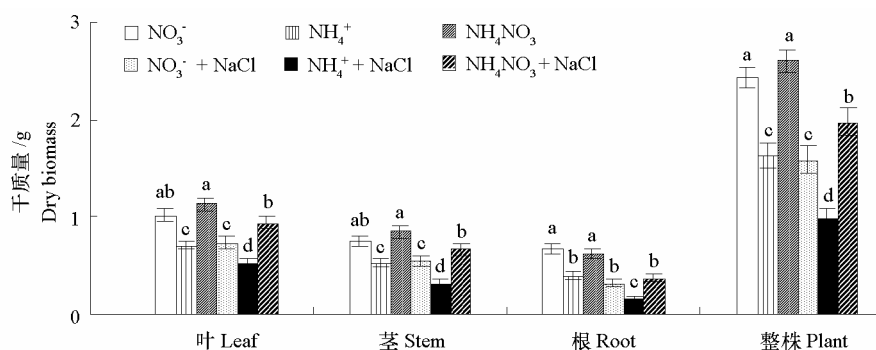 干质量/g
Dry biomass
3
2
1
0
NO₃⁻ NH₄⁺ NH₄NO₃
NO₃⁻ + NaCl NH₄⁺ + NaCl NH₄NO₃ + NaCl
ab c a c d b
ab c a c d b
a b a b c b
a c a c d b
叶 Leaf 茎 Stem 根 Root 整株 Plant